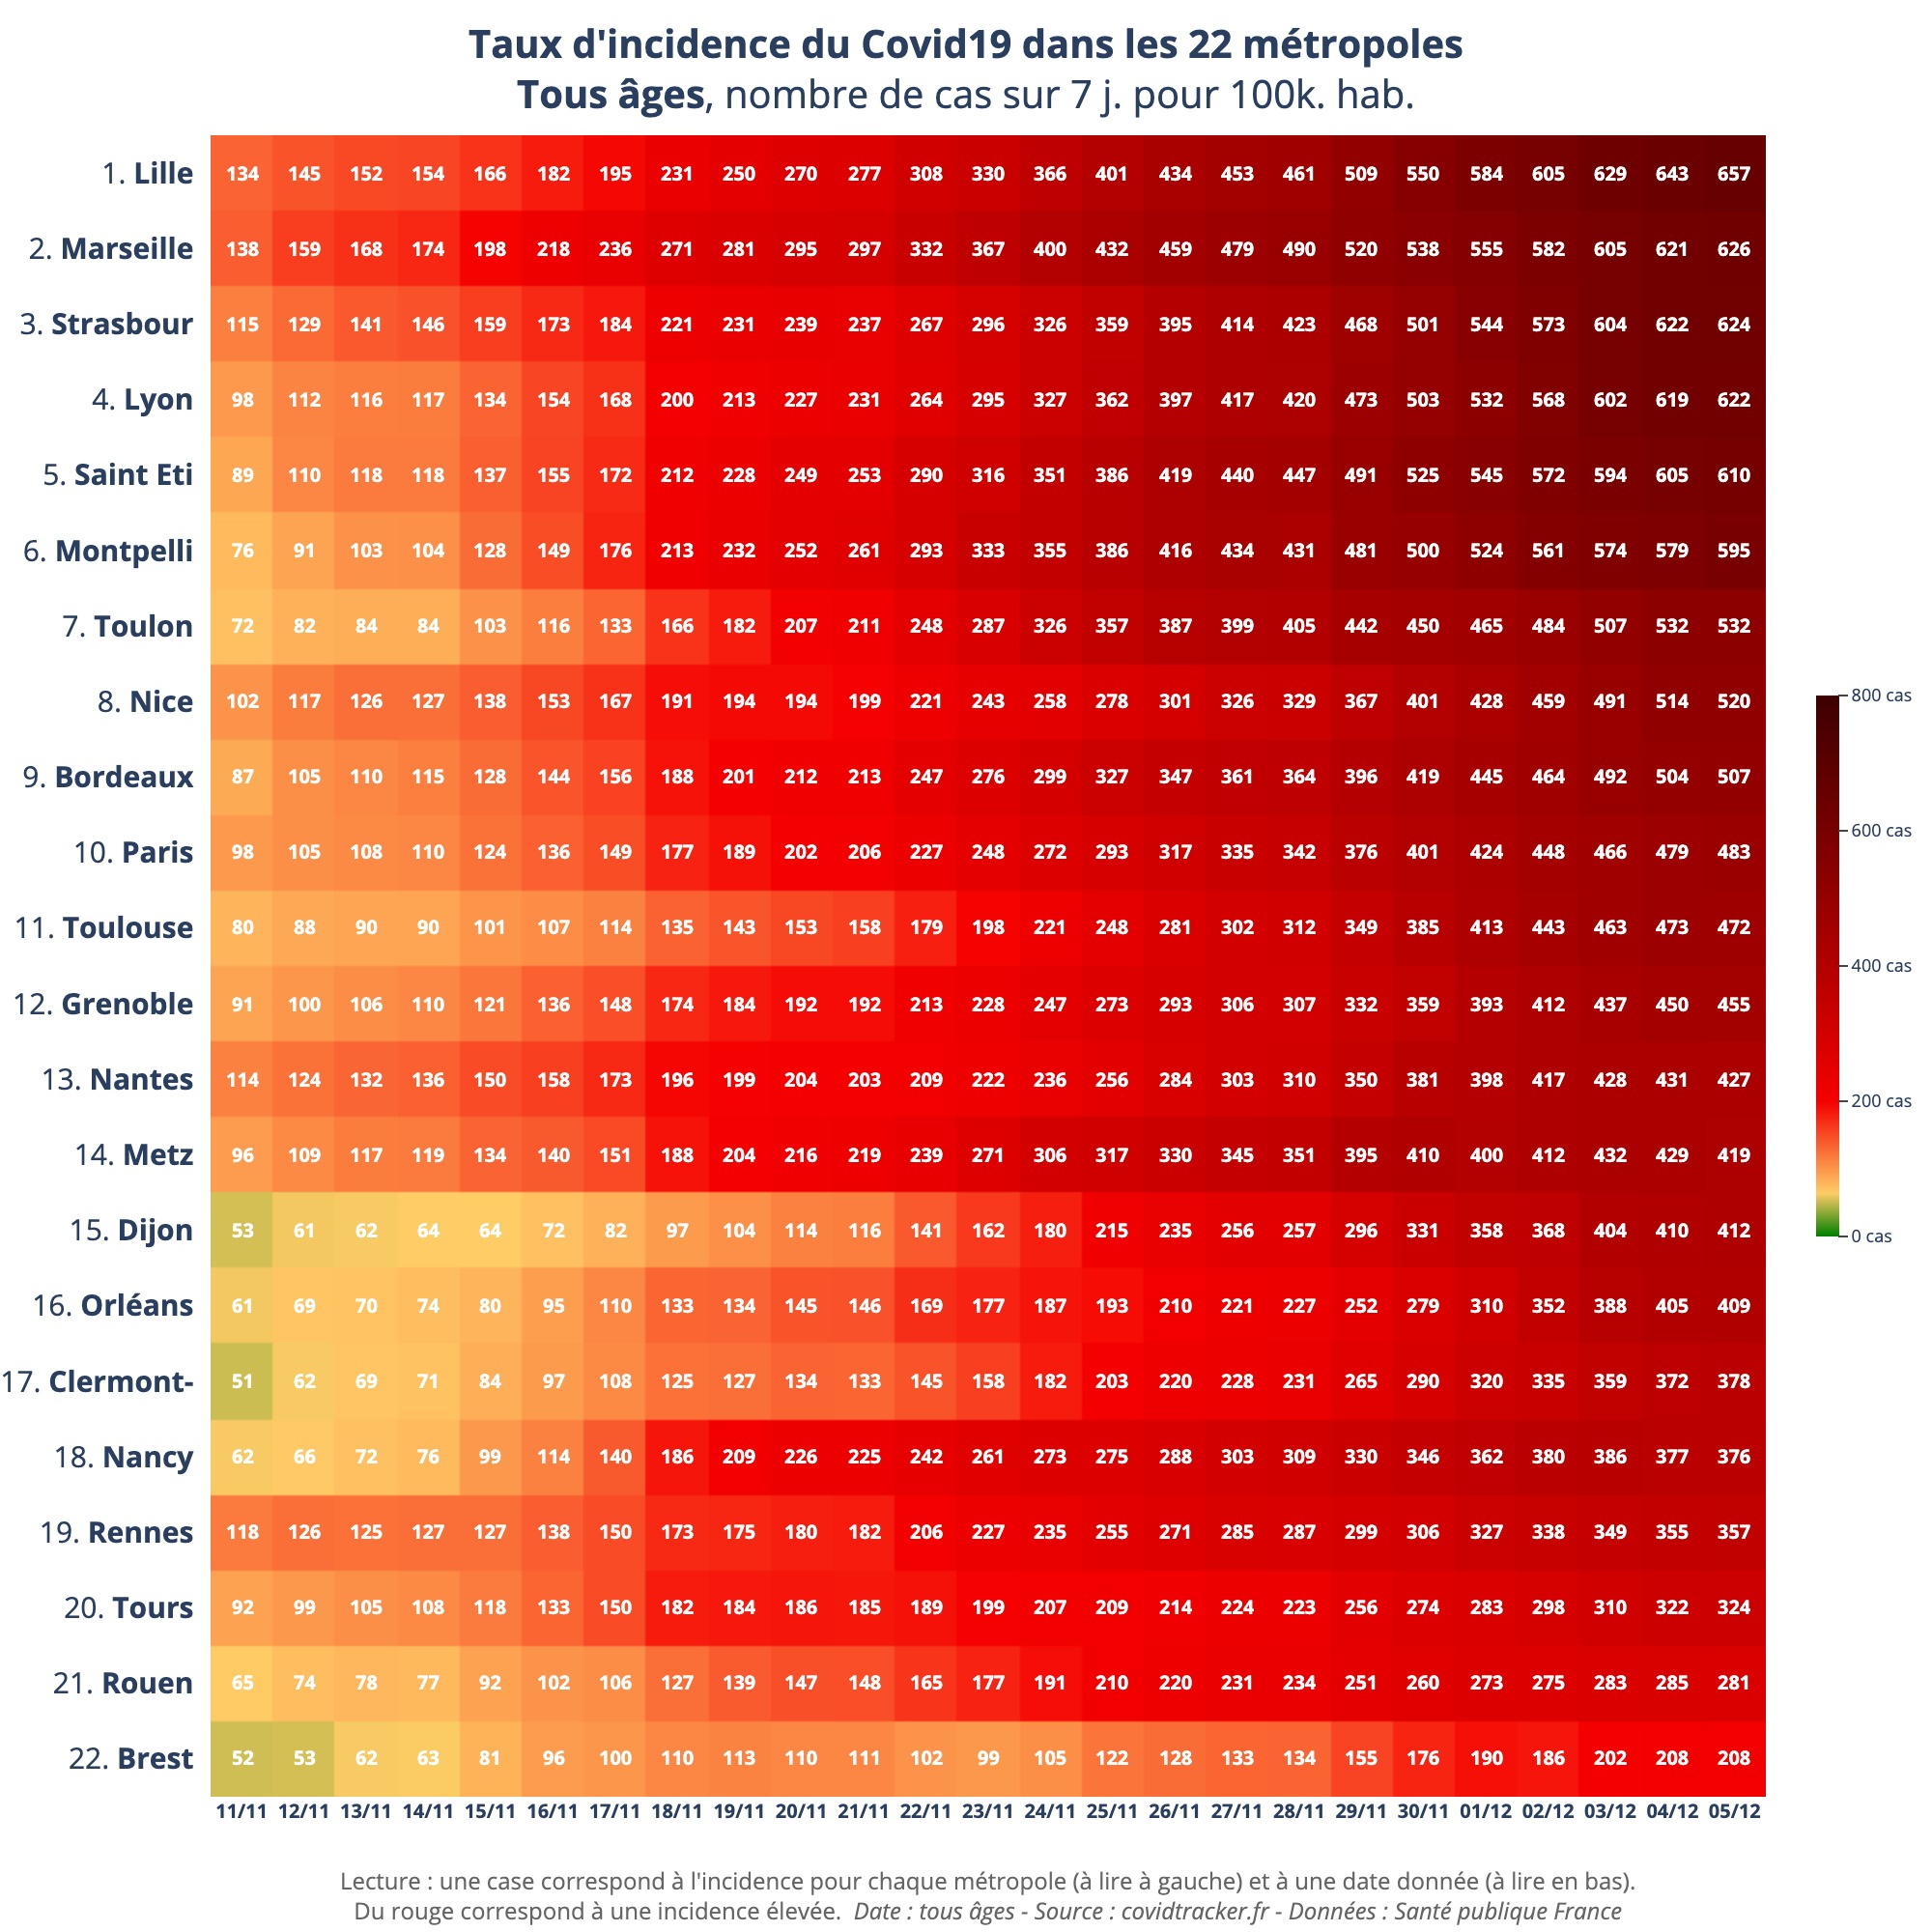 Taux d'incidence du Covid19 dans les 22 métropoles
Tous âges, nombre de cas sur 7 j. pour 100k. hab.
1. Lille 134 145 152 154 166 182 195 231 250 270 277 308 330 366 401 434 453 461 509 550 584 605 629 643 657
2. Marseille 138 159 168 174 198 218 236 271 281 295 297 332 367 400 432 459 479 490 520 538 555 582 605 621 626
3. Strasbour 115 129 141 146 159 173 184 221 231 239 237 267 296 326 359 395 414 423 468 501 544 573 604 622 624
4. Lyon 98 112 116 117 134 154 168 200 213 227 231 264 295 327 362 397 417 420 473 503 532 568 602 619 622
5. Saint Eti 89 110 118 118 137 155 172 212 228 249 253 290 316 351 386 419 440 447 491 525 545 572 594 605 610
6. Montpelli 76 91 103 104 128 149 176 213 232 252 261 293 333 355 386 416 434 431 481 500 524 561 574 579 595
7. Toulon 72 82 84 84 103 116 133 166 182 207 211 248 287 326 357 387 399 405 442 450 465 484 507 532 532
8. Nice 102 117 126 127 138 153 167 191 194 194 199 221 243 258 278 301 326 329 367 401 428 459 491 514 520
9. Bordeaux 87 105 110 115 128 144 156 188 201 212 213 247 276 299 327 347 361 364 396 419 445 464 492 504 507
10. Paris 98 105 108 110 124 136 149 177 189 202 206 227 248 272 293 317 335 342 376 401 424 448 466 479 483
11. Toulouse 80 88 90 90 101 107 114 135 143 153 158 179 198 221 248 281 302 312 349 385 413 443 463 473 472
12. Grenoble 91 100 106 110 121 136 148 174 184 192 192 213 228 247 273 293 306 307 332 359 393 412 437 450 455
13. Nantes 114 124 132 136 150 158 173 196 199 204 203 209 222 236 256 284 303 310 350 381 398 417 428 431 427
14. Metz 96 109 117 119 134 140 151 188 204 216 219 239 271 306 317 330 345 351 395 410 400 412 432 429 419
15. Dijon 53 61 62 64 64 72 82 97 104 114 116 141 162 180 215 235 256 257 296 331 358 368 404 410 412
16. Orléans 61 69 70 74 80 95 110 133 134 145 146 169 177 187 193 210 221 227 252 279 310 352 388 405 409
17. Clermont- 51 62 69 71 84 97 108 125 127 134 133 145 158 182 203 220 228 231 265 290 320 335 359 372 378
18. Nancy 62 66 72 76 99 114 140 186 209 226 225 242 261 273 275 288 303 309 330 346 362 380 386 377 376
19. Rennes 118 126 125 127 127 138 150 173 175 180 182 206 227 235 255 271 285 287 299 306 327 338 349 355 357
20. Tours 92 99 105 108 118 133 150 182 184 186 185 189 199 207 209 214 224 223 256 274 283 298 310 322 324
21. Rouen 65 74 78 77 92 102 106 127 139 147 148 165 177 191 210 220 231 234 251 260 273 275 283 285 281
22. Brest 52 53 62 63 81 96 100 110 113 110 111 102 99 105 122 128 133 134 155 176 190 186 202 208 208
11/11 12/11 13/11 14/11 15/11 16/11 17/11 18/11 19/11 20/11 21/11 22/11 23/11 24/11 25/11 26/11 27/11 28/11 29/11 30/11 01/12 02/12 03/12 04/12 05/12
800 cas
600 cas
400 cas
200 cas
0 cas
Lecture : une case correspond à l'incidence pour chaque métropole (à lire à gauche) et à une date donnée (à lire en bas).
Du rouge correspond à une incidence élevée. Date : tous âges - Source : covidtracker.fr - Données : Santé publique France